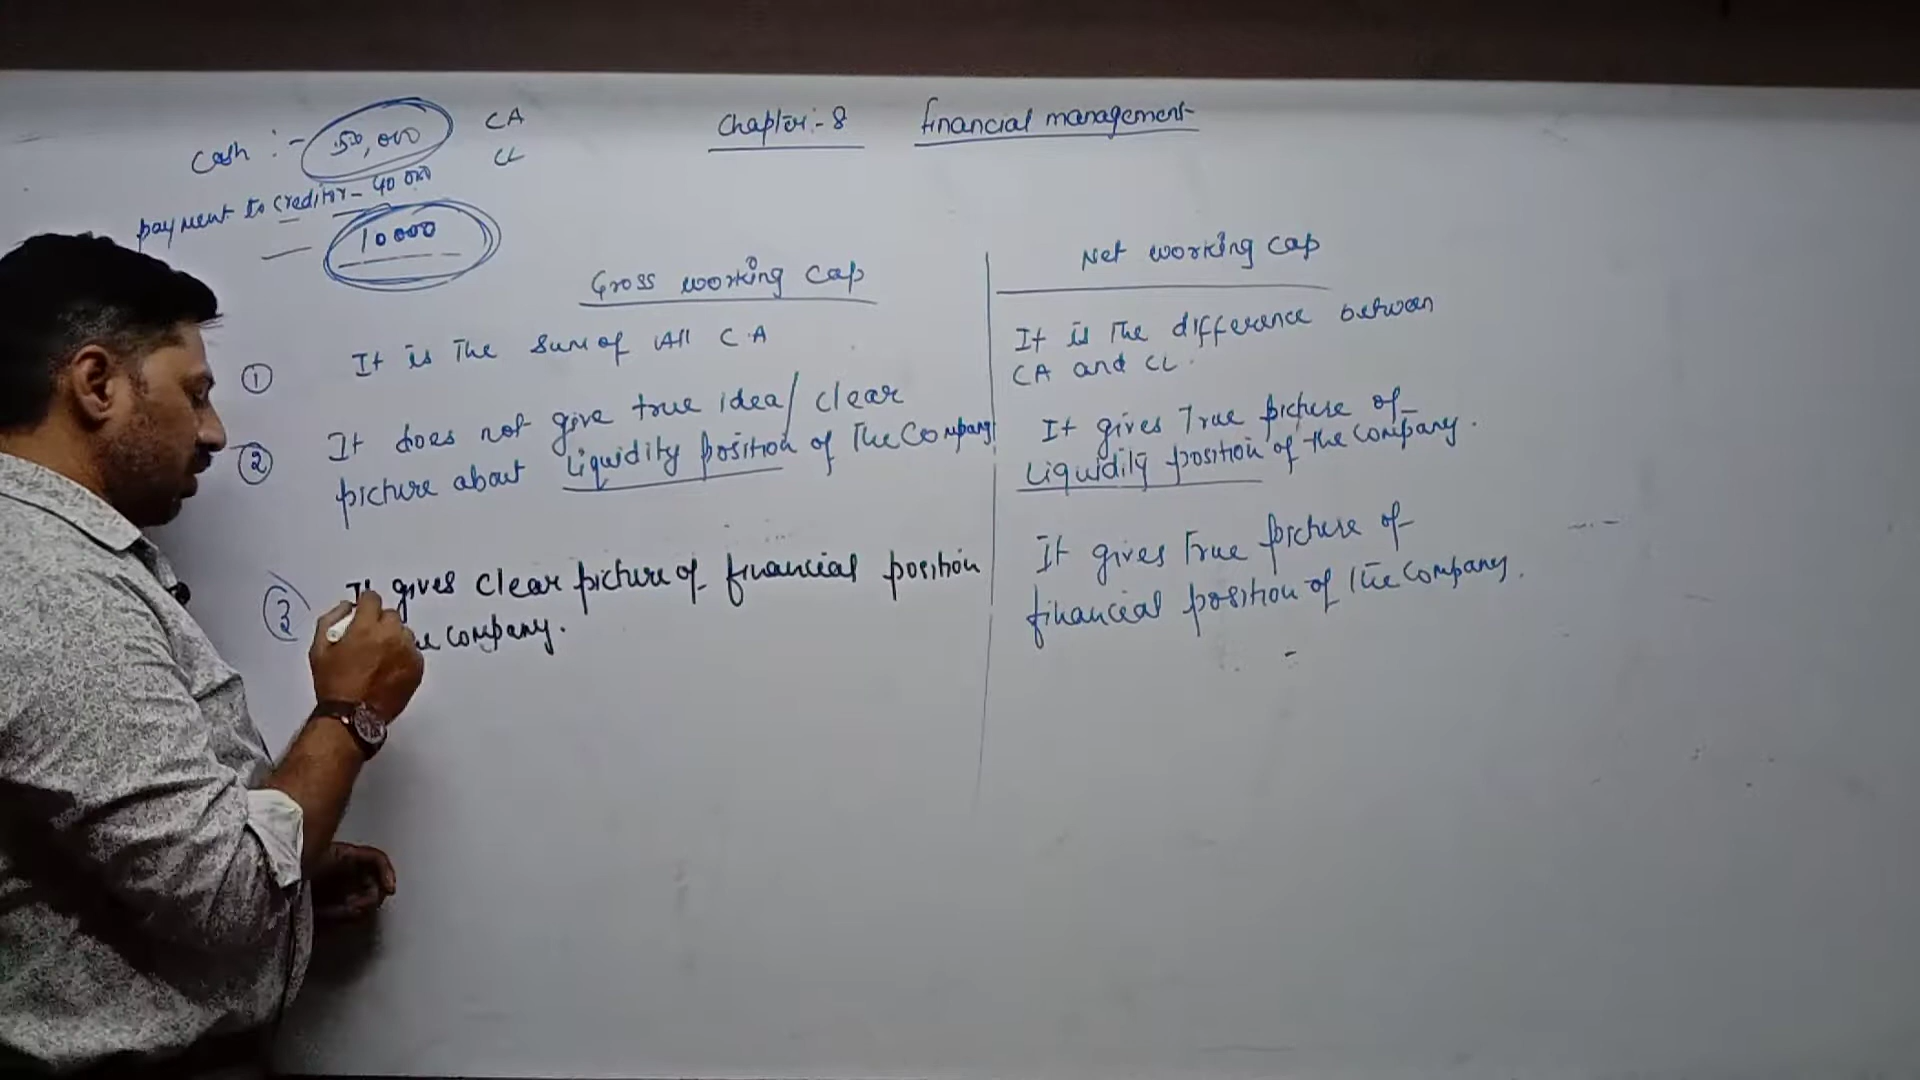 Chapter:- 8 financial management
Cash :- 50,000 CA
CL
payment to creditor - 40 000
10000
Gross working Cap
① It is The Sum of All C.A
② It does not give true idea/clear
picture about Liquidity position of The Company
③ gives clear picture of financial position
company.
Net working cap
It is The difference between
CA and CL.
It gives True picture of
Liquidity position of the company.
It gives True picture of
financial position of The Company.